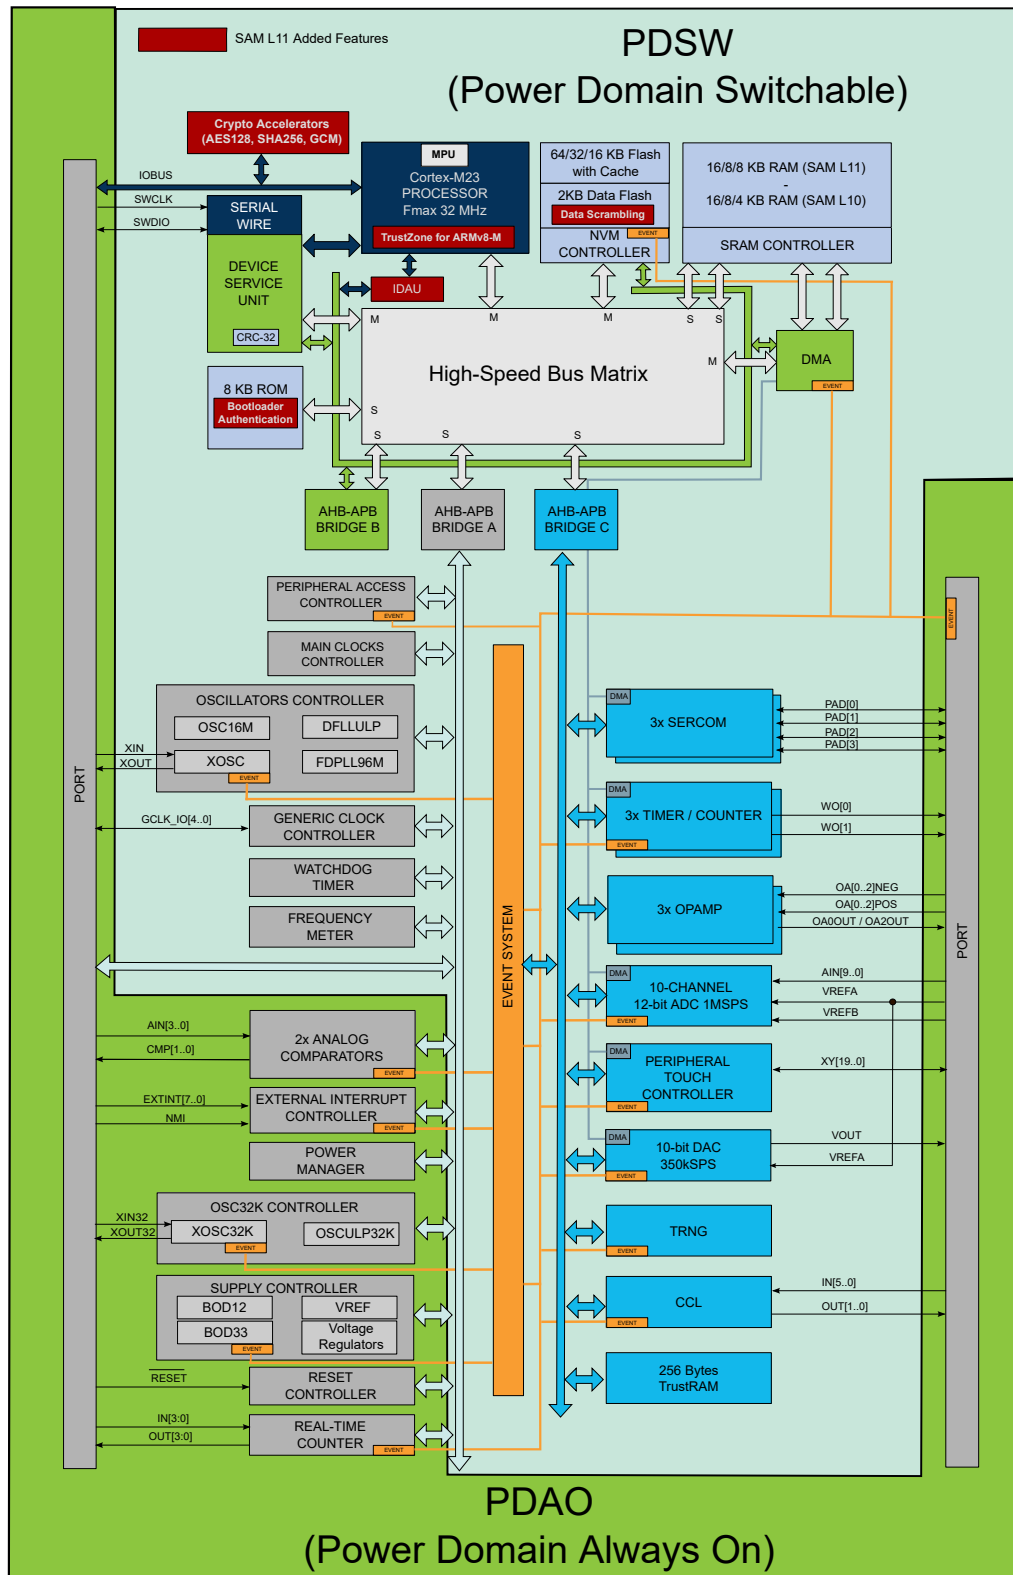 SAM L11 Added Features
PDSW
(Power Domain Switchable)
Crypto Accelerators
(AES128, SHA256, GCM)
IOBUS
SWCLK
SWDIO
SERIAL
WIRE
DEVICE
SERVICE
UNIT
CRC-32
MPU
Cortex-M23
PROCESSOR
Fmax 32 MHz
TrustZone for ARMv8-M
IDAU
64/32/16 KB Flash
with Cache
2KB Data Flash
Data Scrambling
EVENT
NVM
CONTROLLER
16/8/8 KB RAM (SAM L11)
-
16/8/4 KB RAM (SAM L10)
SRAM CONTROLLER
M
M
M
S
S
M
High-Speed Bus Matrix
S
S
S
S
DMA
EVENT
8 KB ROM
Bootloader
Authentication
AHB-APB
BRIDGE B
AHB-APB
BRIDGE A
AHB-APB
BRIDGE C
PORT
PERIPHERAL ACCESS
CONTROLLER
EVENT
MAIN CLOCKS
CONTROLLER
OSCILLATORS CONTROLLER
OSC16M
DFLLULP
XOSC
FDPLL96M
EVENT
XIN
XOUT
GCLK_IO[4..0]
GENERIC CLOCK
CONTROLLER
WATCHDOG
TIMER
FREQUENCY
METER
AIN[3..0]
CMP[1..0]
2x ANALOG
COMPARATORS
EVENT
EXTINT[7..0]
NMI
EXTERNAL INTERRUPT
CONTROLLER
EVENT
POWER
MANAGER
OSC32K CONTROLLER
XIN32
XOUT32
XOSC32K
OSCULP32K
EVENT
SUPPLY CONTROLLER
BOD12
VREF
BOD33
Voltage
Regulators
EVENT
RESET
RESET
CONTROLLER
IN[3:0]
OUT[3:0]
REAL-TIME
COUNTER
EVENT
EVENT SYSTEM
DMA
3x SERCOM
PAD[0]
PAD[1]
PAD[2]
PAD[3]
DMA
3x TIMER / COUNTER
EVENT
WO[0]
WO[1]
3x OPAMP
OA[0..2]NEG
OA[0..2]POS
OA0OUT / OA2OUT
DMA
10-CHANNEL
12-bit ADC 1MSPS
EVENT
AIN[9..0]
VREFA
VREFB
DMA
PERIPHERAL
TOUCH
CONTROLLER
EVENT
XY[19..0]
DMA
10-bit DAC
350kSPS
EVENT
VOUT
VREFA
TRNG
EVENT
CCL
EVENT
IN[5..0]
OUT[1..0]
256 Bytes
TrustRAM
EVENT
PORT
PDAO
(Power Domain Always On)